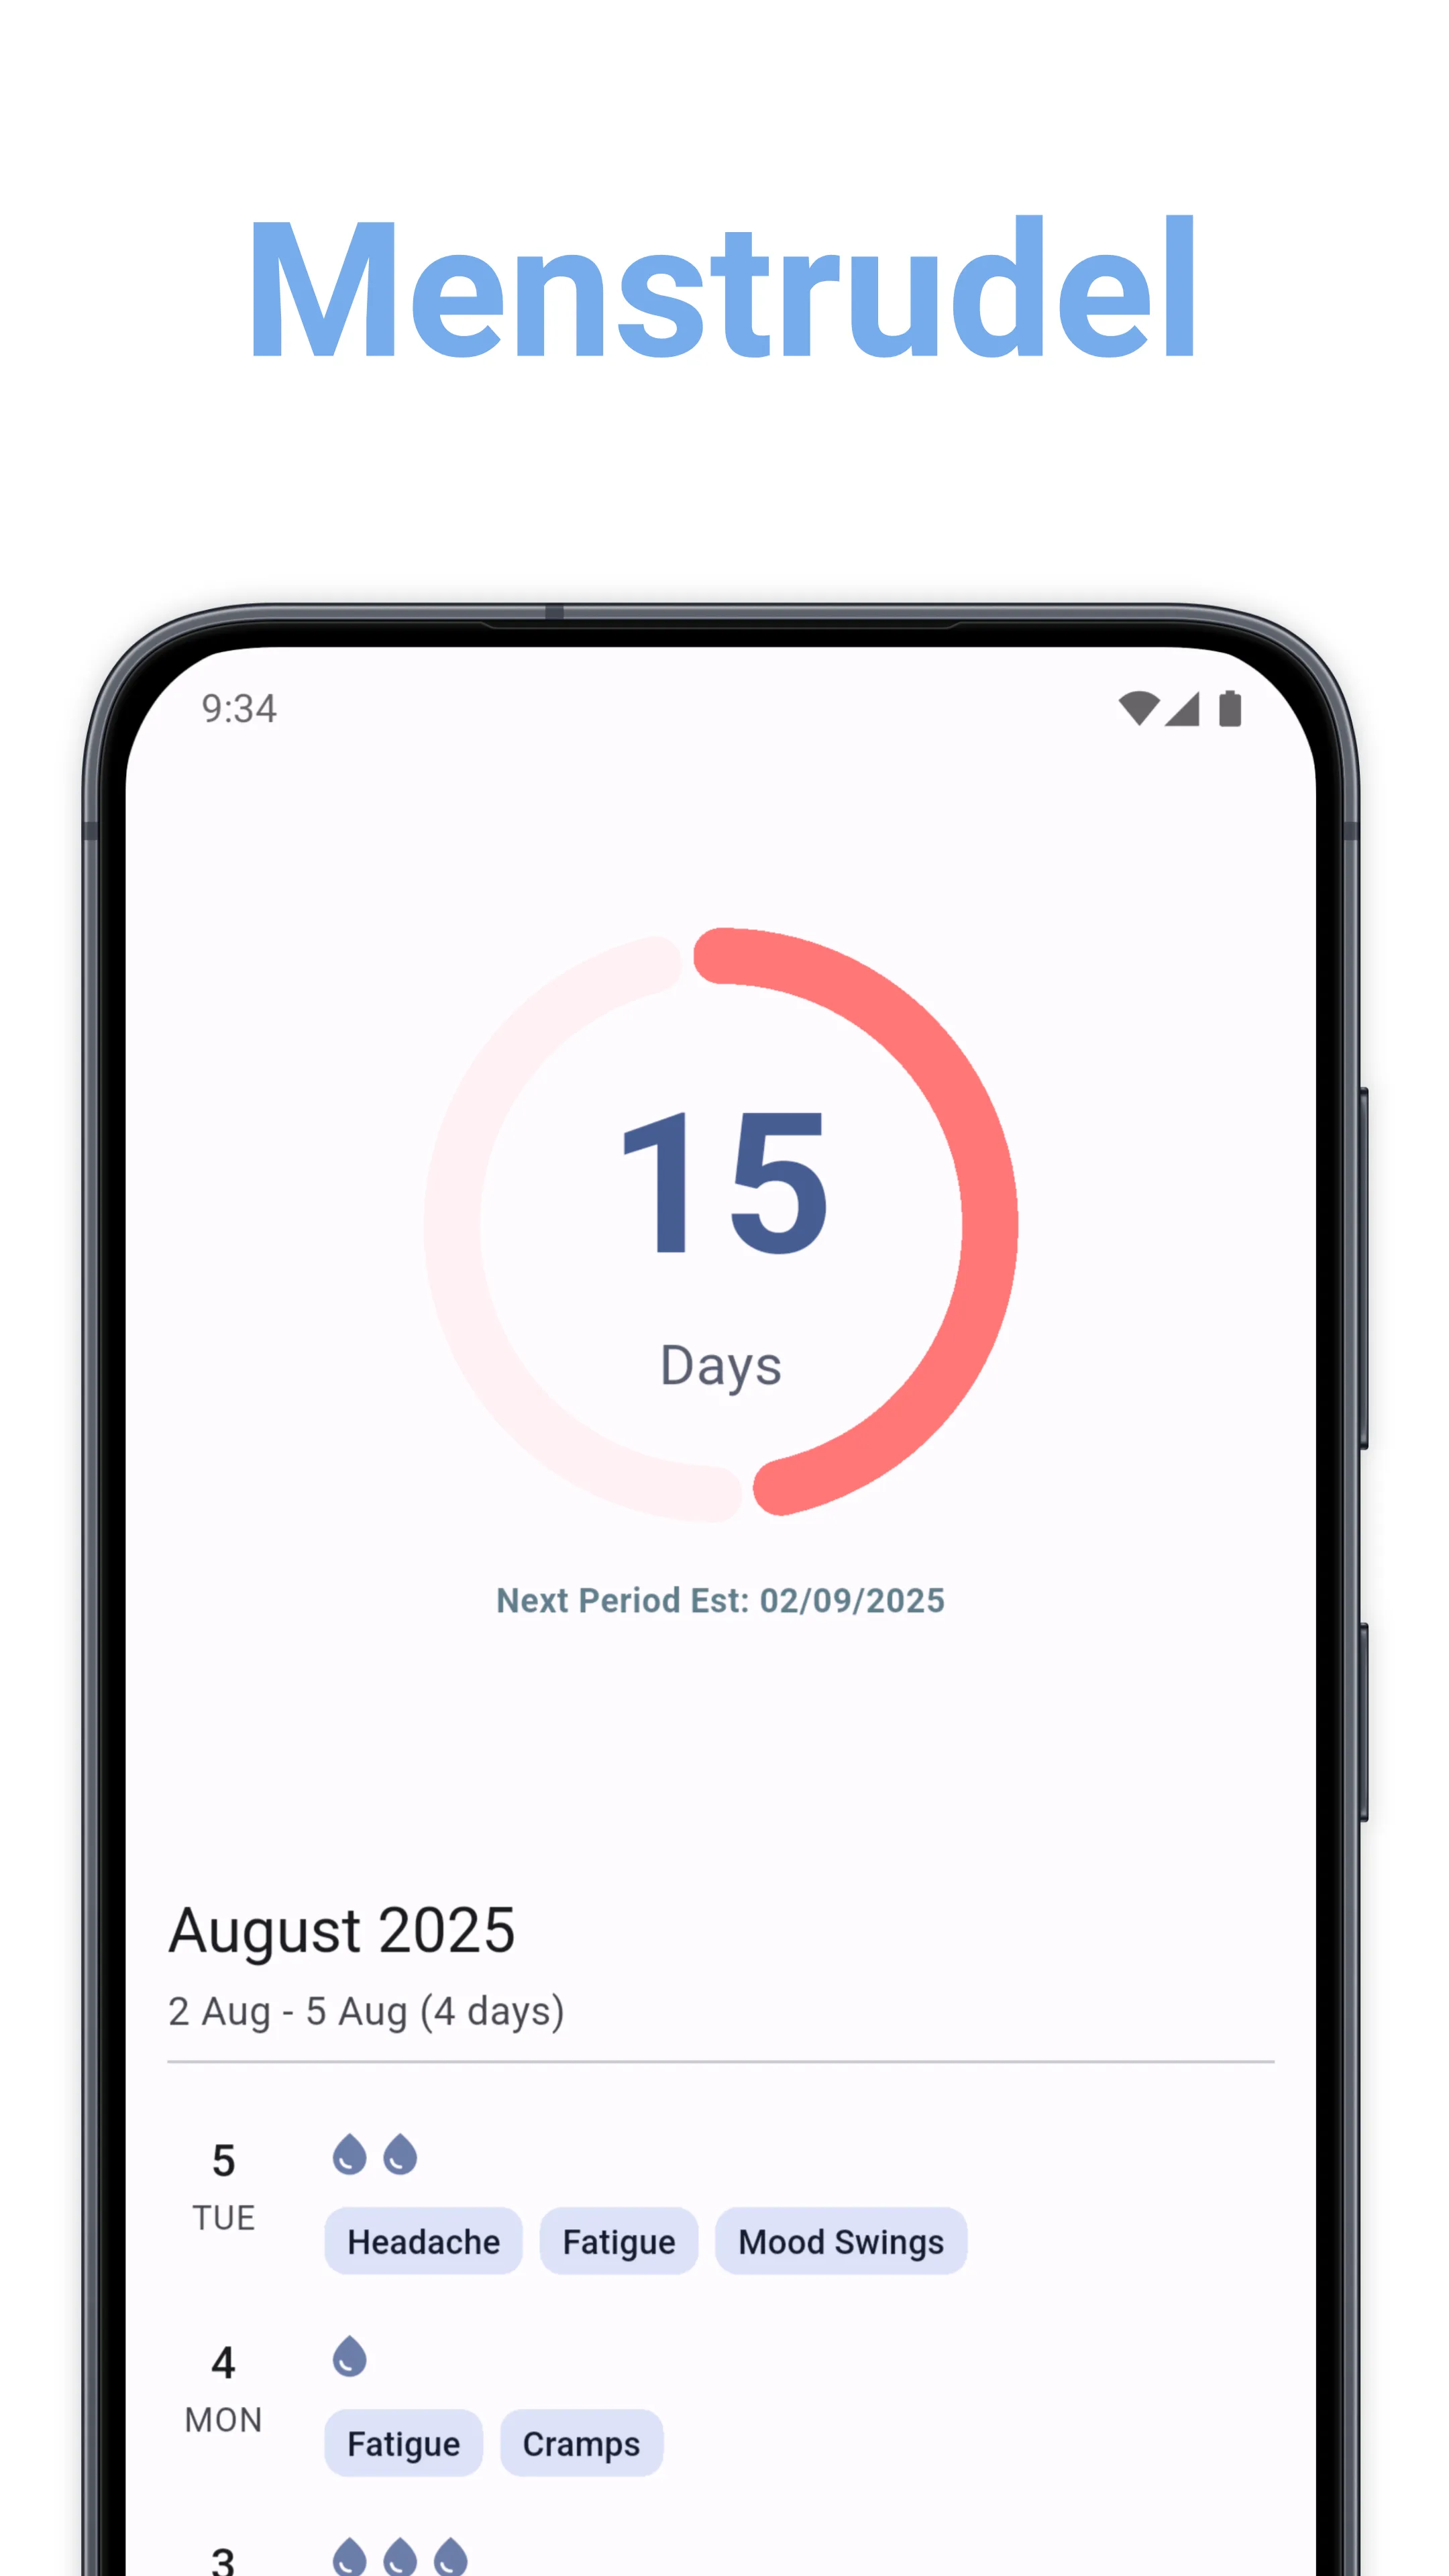 Menstrudel
9:34
15
Days
Next Period Est: 02/09/2025
August 2025
2 Aug - 5 Aug (4 days)
5
TUE
Headache Fatigue Mood Swings
4
MON
Fatigue Cramps
3